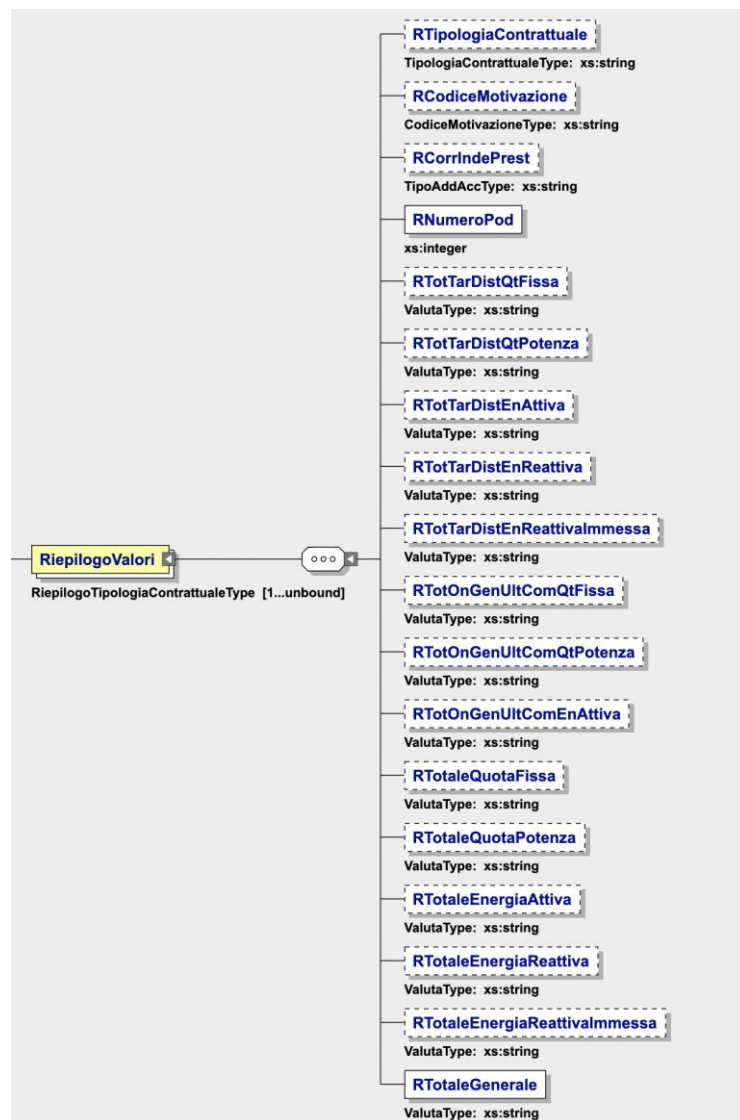 RTipologiaContrattuale
TipologiaContrattualeType: xs:string
RCodiceMotivazione
CodiceMotivazioneType: xs:string
RCorrIndePrest
TipoAddAccType: xs:string
RNumeroPod
xs:integer
RTotTarDistQtFissa
ValutaType: xs:string
RTotTarDistQtPotenza
ValutaType: xs:string
RTotTarDistEnAttiva
ValutaType: xs:string
RTotTarDistEnReattiva
ValutaType: xs:string
RTotTarDistEnReattivaImmessa
ValutaType: xs:string
RiepilogoValori
RiepilogoTipologiaContrattualeType [1...unbound]
RTotOnGenUltComQtFissa
ValutaType: xs:string
RTotOnGenUltComQtPotenza
ValutaType: xs:string
RTotOnGenUltComEnAttiva
ValutaType: xs:string
RTotaleQuotaFissa
ValutaType: xs:string
RTotaleQuotaPotenza
ValutaType: xs:string
RTotaleEnergiaAttiva
ValutaType: xs:string
RTotaleEnergiaReattiva
ValutaType: xs:string
RTotaleEnergiaReattivaImmessa
ValutaType: xs:string
RTotaleGenerale
ValutaType: xs:string